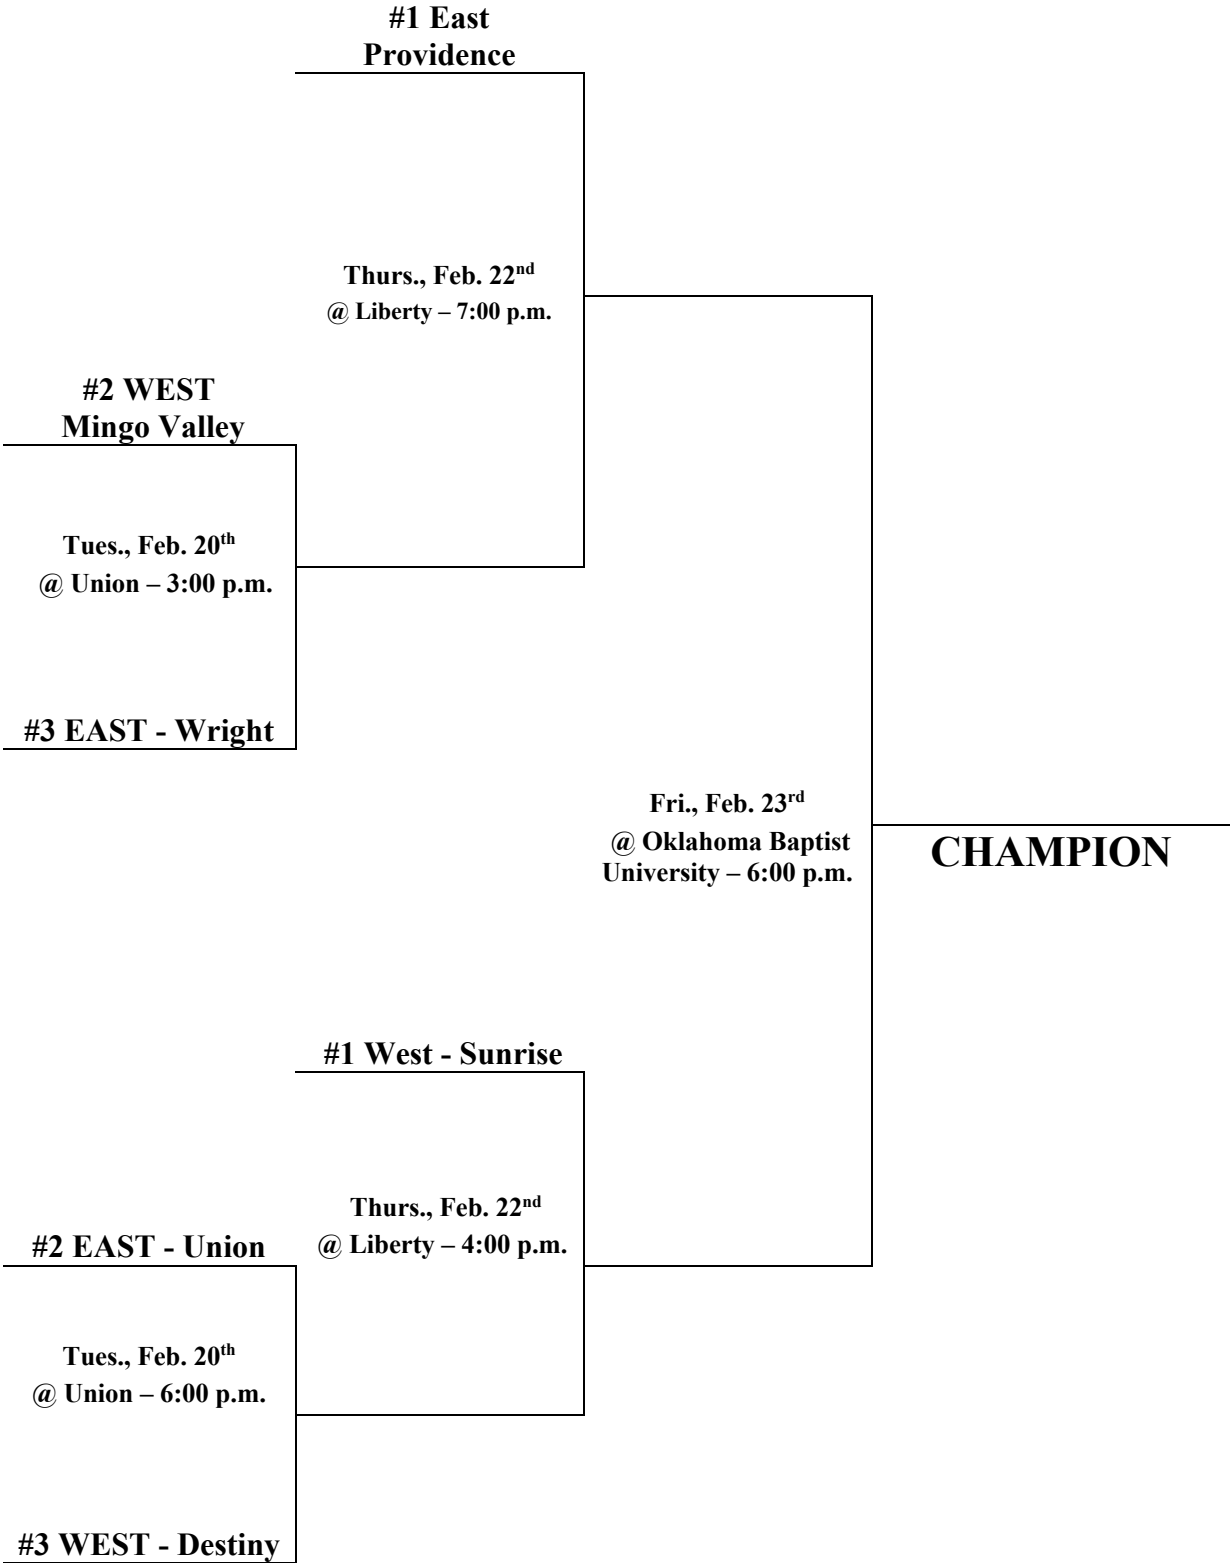 #1 East
Providence
Thurs., Feb. 22nd
@ Liberty – 7:00 p.m.
#2 WEST
Mingo Valley
Tues., Feb. 20th
@ Union – 3:00 p.m.
#3 EAST - Wright
Fri., Feb. 23rd
@ Oklahoma Baptist
University – 6:00 p.m.
CHAMPION
#1 West - Sunrise
Thurs., Feb. 22nd
@ Liberty – 4:00 p.m.
#2 EAST - Union
Tues., Feb. 20th
@ Union – 6:00 p.m.
#3 WEST - Destiny